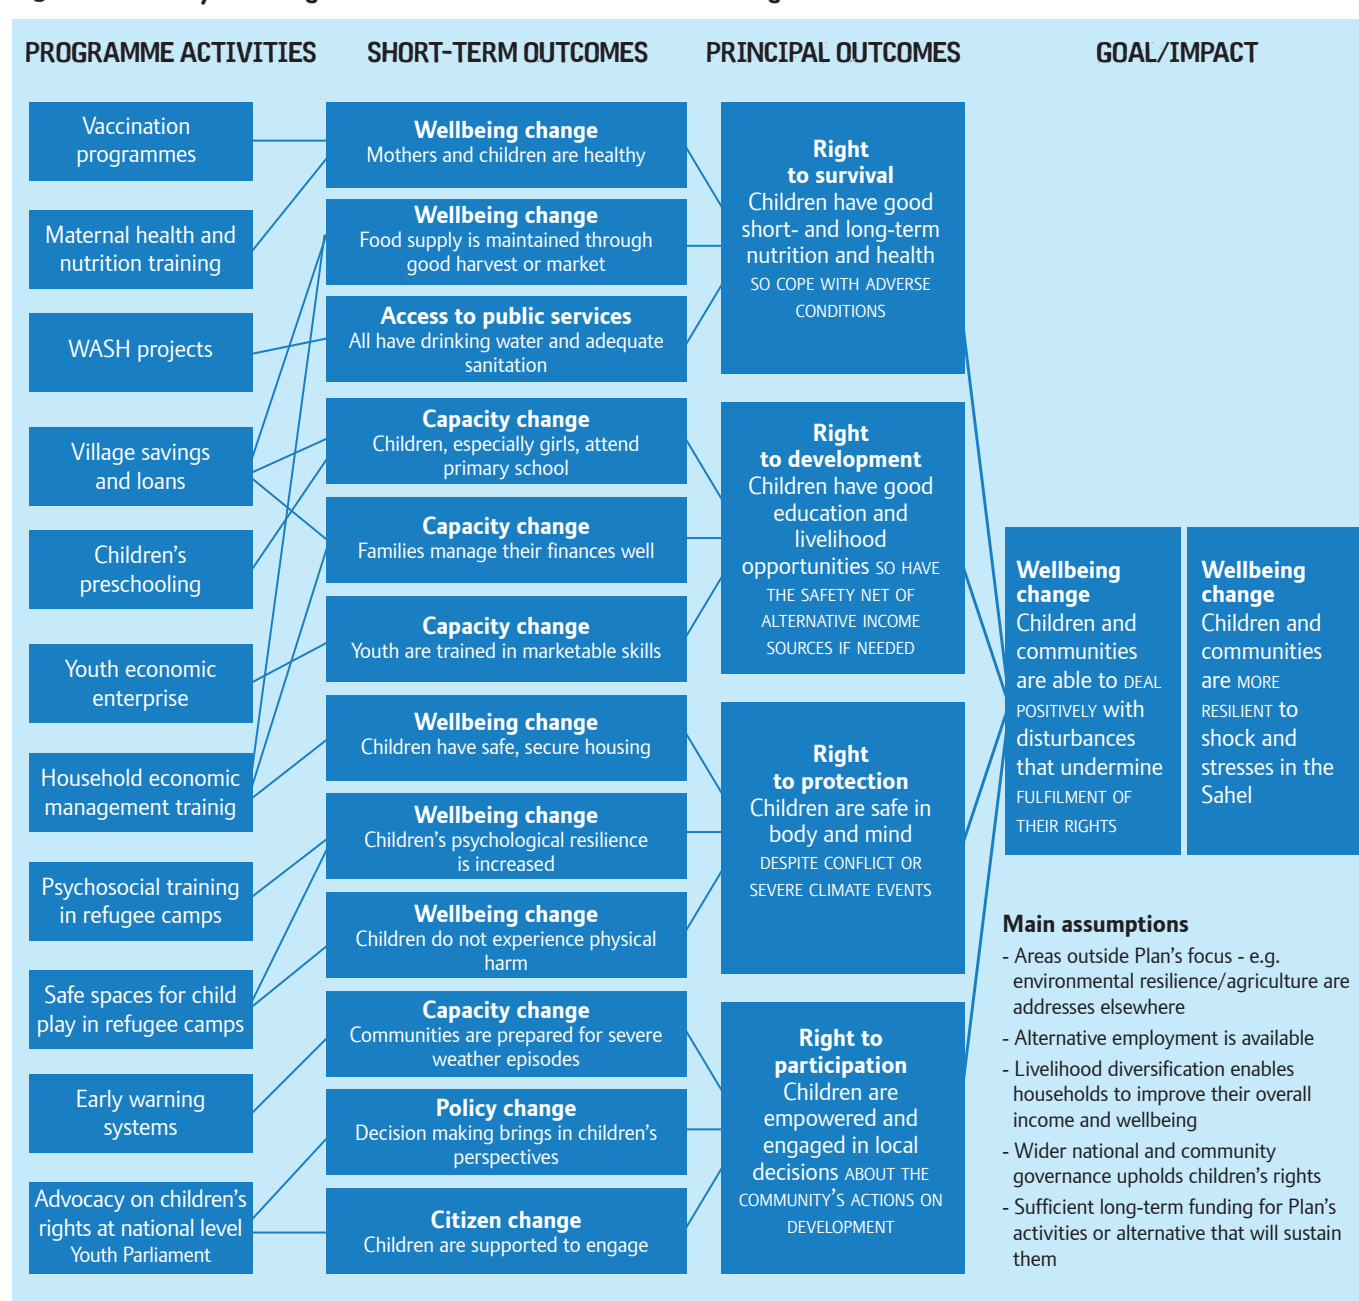 PROGRAMME ACTIVITIES
SHORT-TERM OUTCOMES
PRINCIPAL OUTCOMES
GOAL/IMPACT
Vaccination
programmes
Maternal health and
nutrition training
WASH projects
Village savings
and loans
Children's
preschooling
Youth economic
enterprise
Household economic
management trainig
Psychosocial training
in refugee camps
Safe spaces for child
play in refugee camps
Early warning
systems
Advocacy on children's
rights at national level
Youth Parliament
Wellbeing change
Mothers and children are healthy
Wellbeing change
Food supply is maintained through
good harvest or market
Access to public services
All have drinking water and adequate
sanitation
Capacity change
Children, especially girls, attend
primary school
Capacity change
Families manage their finances well
Capacity change
Youth are trained in marketable skills
Wellbeing change
Children have safe, secure housing
Wellbeing change
Children's psychological resilience
is increased
Wellbeing change
Children do not experience physical
harm
Capacity change
Communities are prepared for severe
weather episodes
Policy change
Decision making brings in children's
perspectives
Citizen change
Children are supported to engage
Right
to survival
Children have good
short- and long-term
nutrition and health
SO COPE WITH ADVERSE
CONDITIONS
Right
to development
Children have good
education and
livelihood
opportunities SO HAVE
THE SAFETY NET OF
ALTERNATIVE INCOME
SOURCES IF NEEDED
Right
to protection
Children are safe in
body and mind
DESPITE CONFLICT OR
SEVERE CLIMATE EVENTS
Right to
participation
Children are
empowered and
engaged in local
decisions ABOUT THE
COMMUNITY'S ACTIONS ON
DEVELOPMENT
Wellbeing
change
Children and
communities
are able to DEAL
POSITIVELY with
disturbances
that undermine
FULFILMENT OF
THEIR RIGHTS
Wellbeing
change
Children and
communities
are MORE
RESILIENT to
shock and
stresses in the
Sahel
Main assumptions
- Areas outside Plan's focus - e.g.
environmental resilience/agriculture are
addresses elsewhere
- Alternative employment is available
- Livelihood diversification enables
households to improve their overall
income and wellbeing
- Wider national and community
governance upholds children's rights
- Sufficient long-term funding for Plan's
activities or alternative that will sustain
them